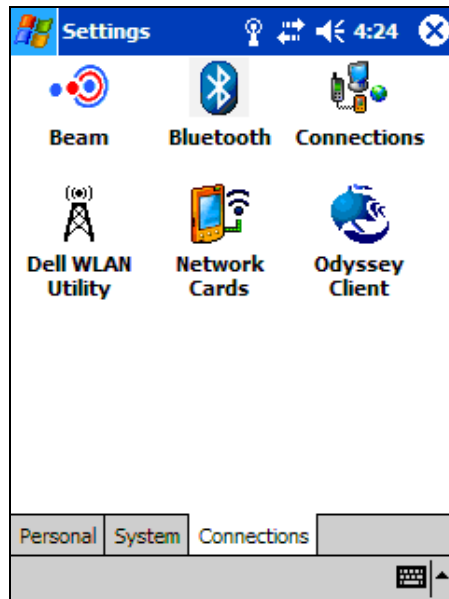 Settings 4:24
Beam Bluetooth Connections
Dell WLAN Utility Network Cards Odyssey Client
Personal System Connections